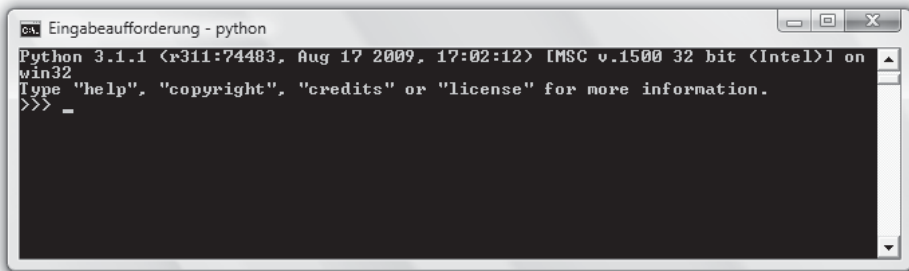 Eingabeaufforderung - python
Python 3.1.1 (r311:74483, Aug 17 2009, 17:02:12) [MSC v.1500 32 bit (Intel)] on
win32
Type "help", "copyright", "credits" or "license" for more information.
>>> _